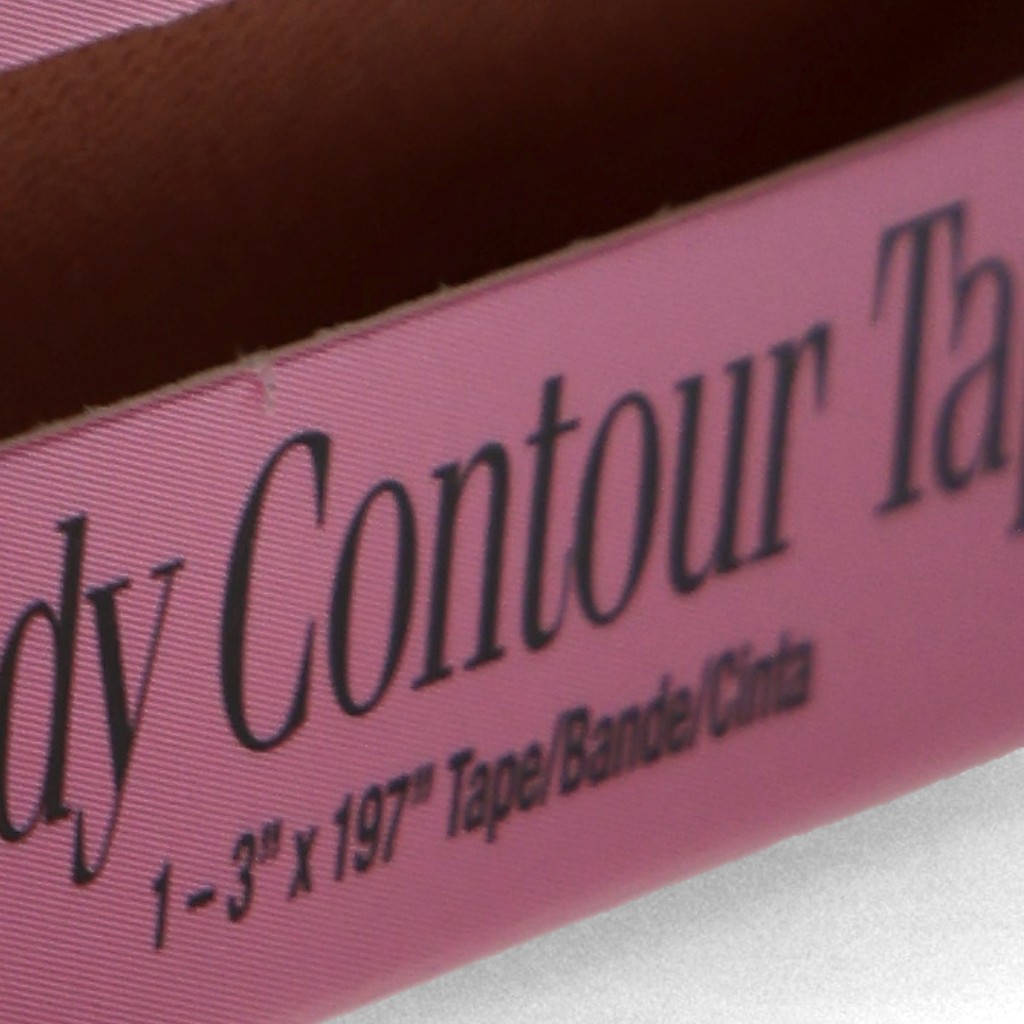 dy Contour Ta
1 – 3" x 197" Tape/Bande/Cinta